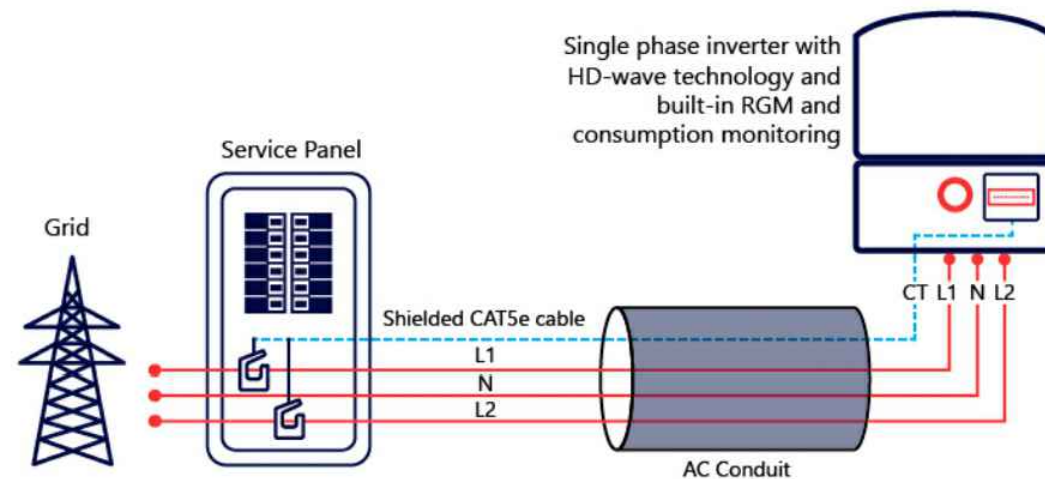 Single phase inverter with
HD-wave technology and
built-in RGM and
consumption monitoring
Service Panel
Grid
CT L1 N L2
Shielded CAT5e cable
L1
N
L2
AC Conduit